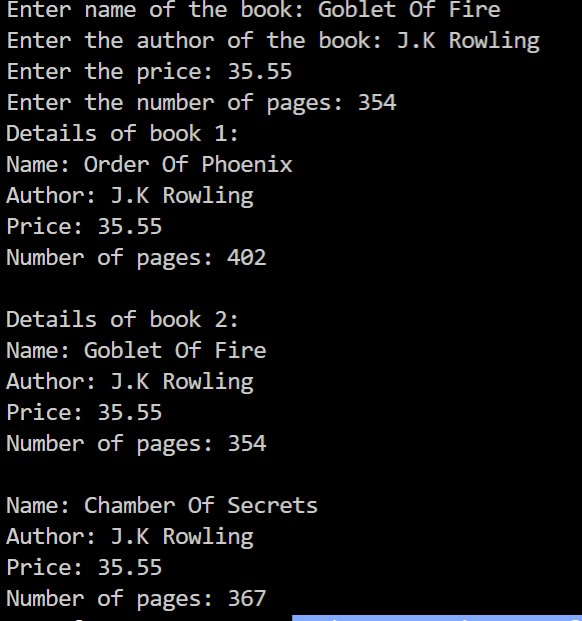 Enter name of the book: Goblet Of Fire
Enter the author of the book: J.K Rowling
Enter the price: 35.55
Enter the number of pages: 354
Details of book 1:
Name: Order Of Phoenix
Author: J.K Rowling
Price: 35.55
Number of pages: 402

Details of book 2:
Name: Goblet Of Fire
Author: J.K Rowling
Price: 35.55
Number of pages: 354

Name: Chamber Of Secrets
Author: J.K Rowling
Price: 35.55
Number of pages: 367